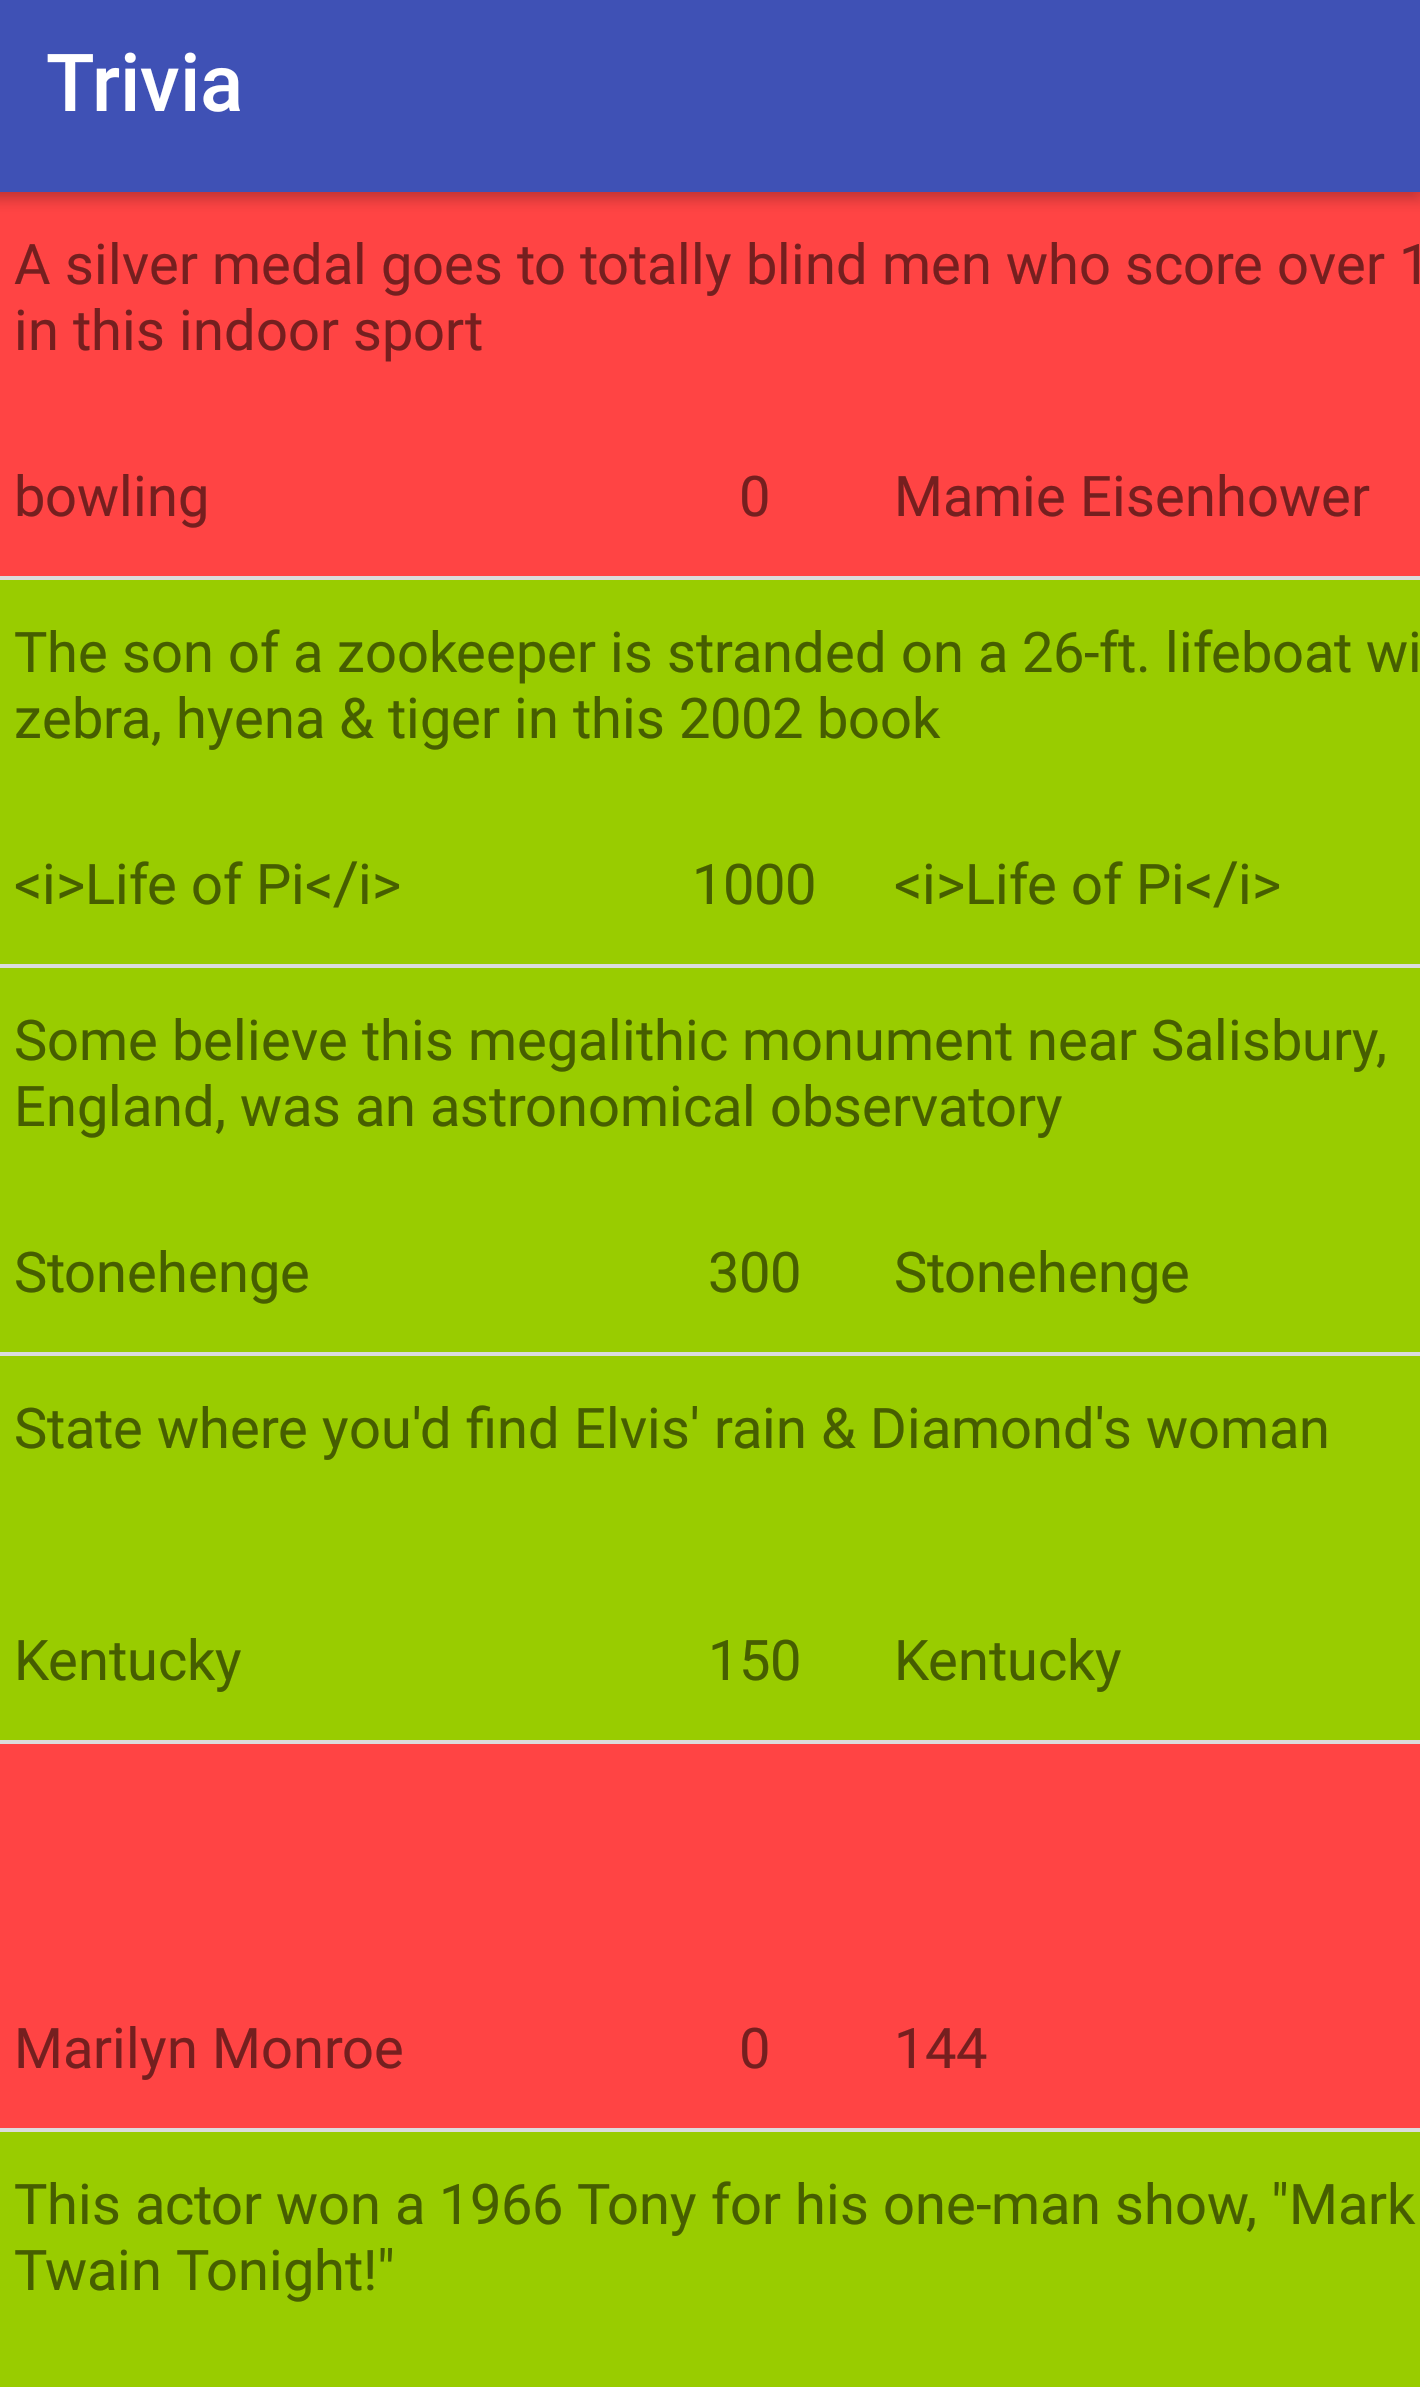 Trivia
A silver medal goes to totally blind men who score over
in this indoor sport
bowling 0 Mamie Eisenhower
The son of a zookeeper is stranded on a 26-ft. lifeboat
zebra, hyena & tiger in this 2002 book
<i>Life of Pi</i> 1000 <i>Life of Pi</i>
Some believe this megalithic monument near Salisbury,
England, was an astronomical observatory
Stonehenge 300 Stonehenge
State where you'd find Elvis' rain & Diamond's woman
Kentucky 150 Kentucky
Marilyn Monroe 0 144
This actor won a 1966 Tony for his one-man show, "Mark
Twain Tonight!"